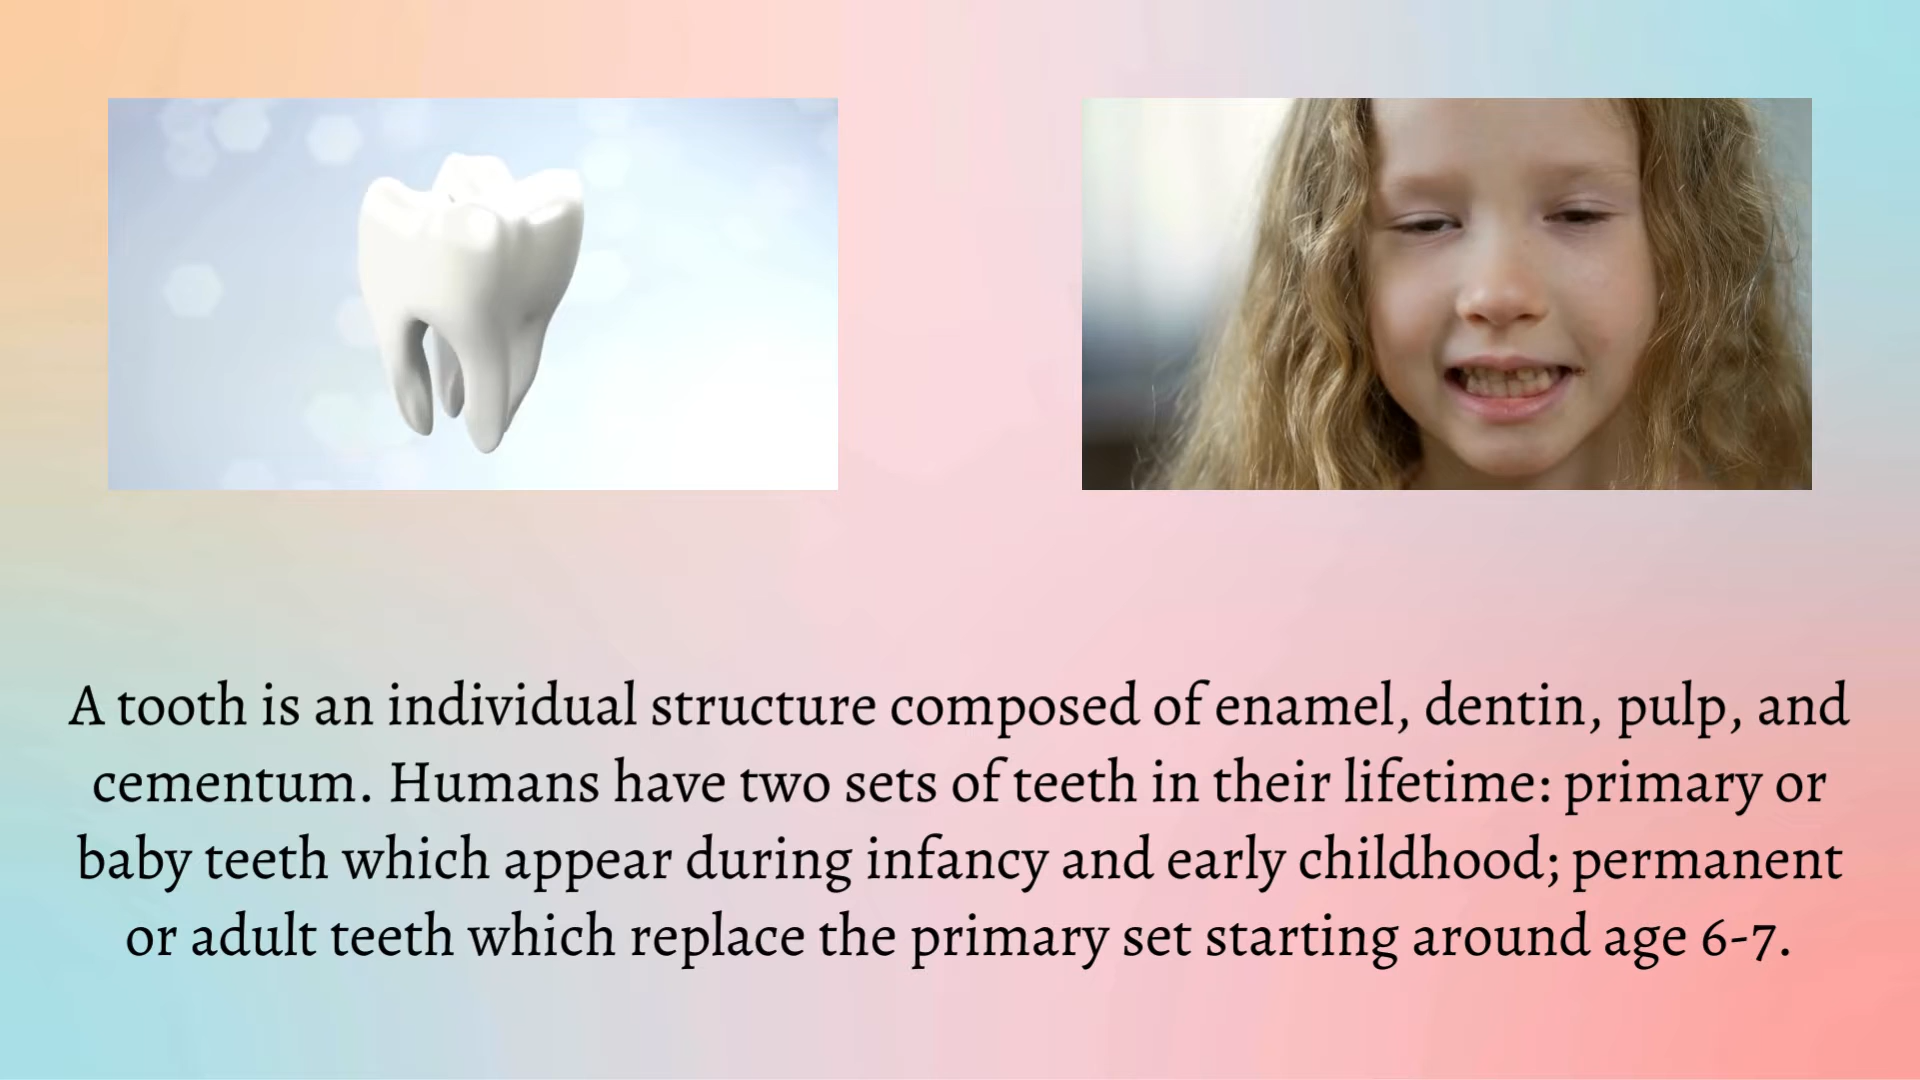 A tooth is an individual structure composed of enamel, dentin, pulp, and
cementum. Humans have two sets of teeth in their lifetime: primary or
baby teeth which appear during infancy and early childhood; permanent
or adult teeth which replace the primary set starting around age 6-7.